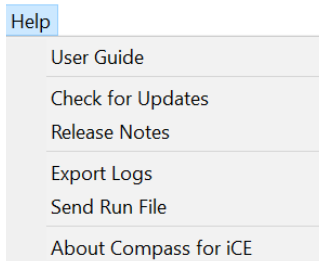 Help
User Guide
Check for Updates
Release Notes
Export Logs
Send Run File
About Compass for iCE